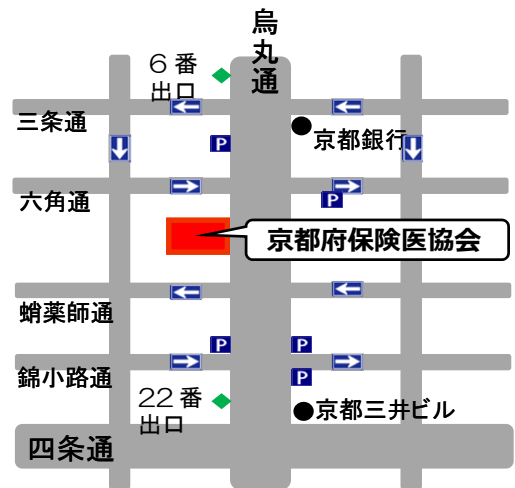 烏丸通
6番
出口
三条通
京都銀行
P
六角通
P
京都府保険医協会
蛸薬師通
P
P
錦小路通
P
22番
出口
京都三井ビル
四条通